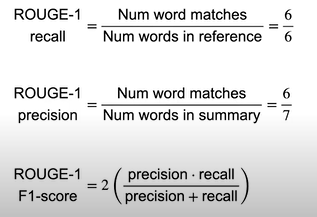 ROUGE-1 recall = Num word matches / Num words in reference = 6/6
ROUGE-1 precision = Num word matches / Num words in summary = 6/7
ROUGE-1 F1-score = 2 ( precision · recall / precision + recall )